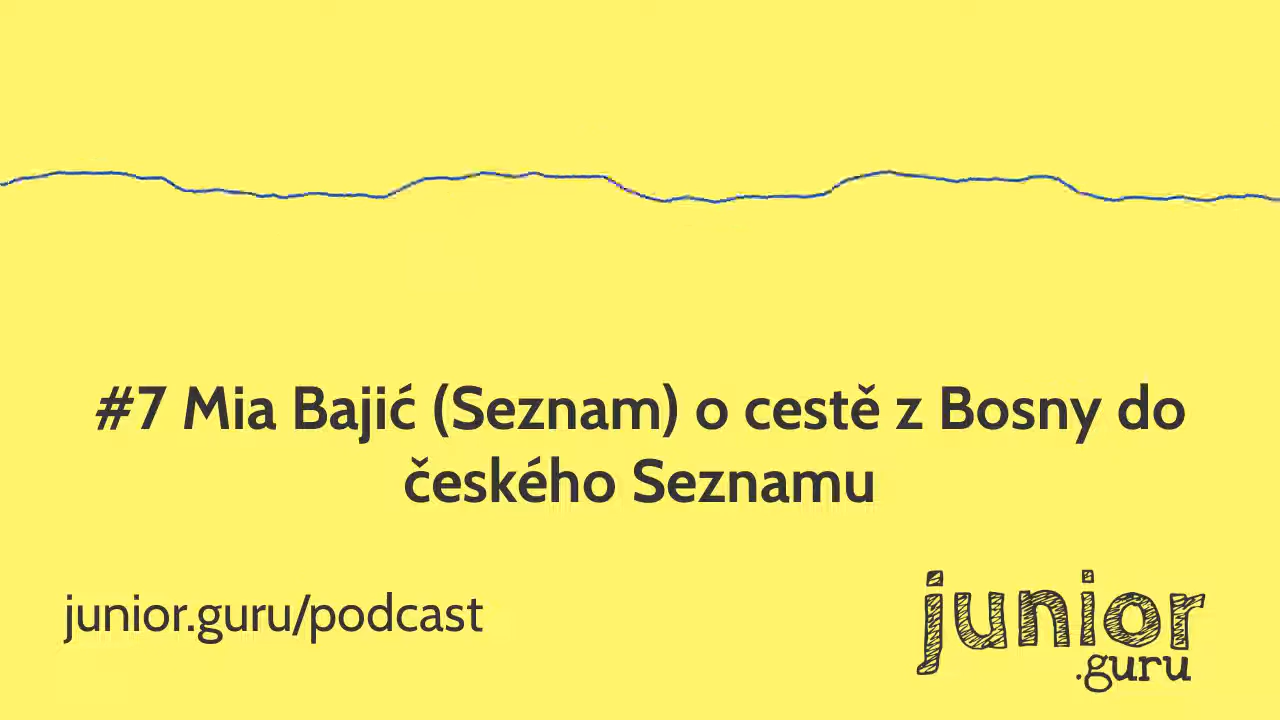 #7 Mia Bajić (Seznam) o cestě z Bosny do
českého Seznamu
junior.guru/podcast
junior
.guru